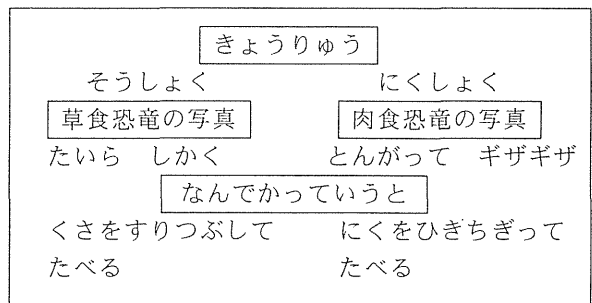 きょうりゅう
そうしょく にくしょく
草食恐竜の写真 肉食恐竜の写真
たいら しかく とんがって ギザギザ
なんでかっていうと
くさをすりつぶして にくをひきちぎって
たべる たべる